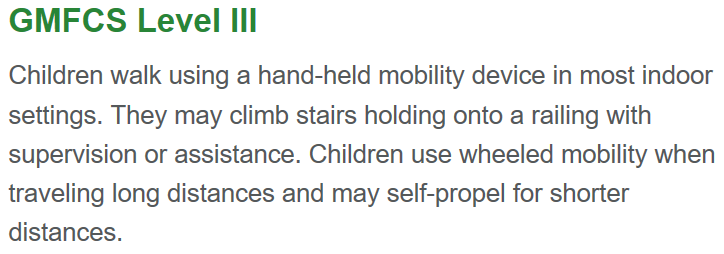 GMFCS Level III
Children walk using a hand-held mobility device in most indoor
settings. They may climb stairs holding onto a railing with
supervision or assistance. Children use wheeled mobility when
traveling long distances and may self-propel for shorter
distances.